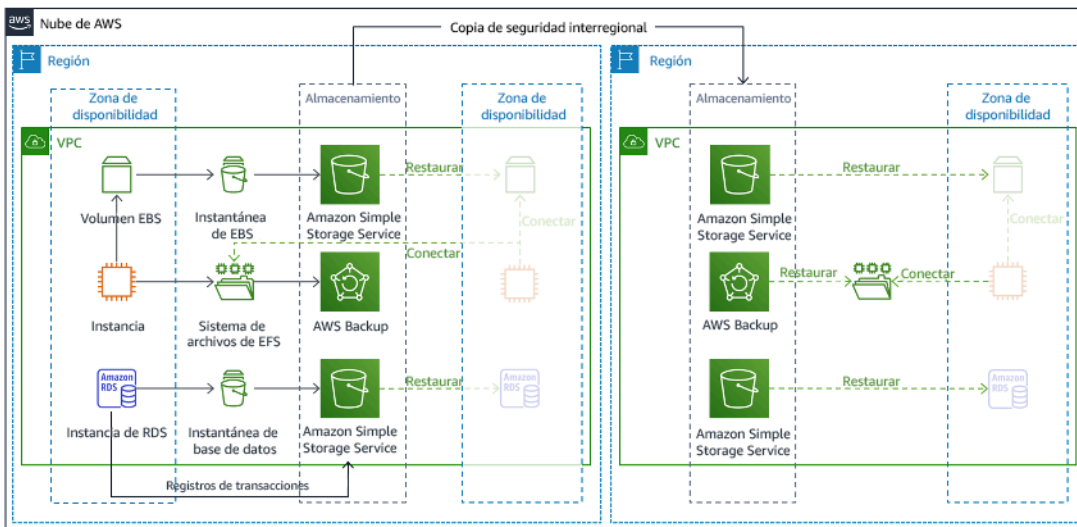 aws
Nube de AWS
Copia de seguridad interregional
Región
Zona de
disponibilidad
Almacenamiento
Zona de
disponibilidad
VPC
Restaurar
Volumen EBS
Instantánea
de EBS
Amazon Simple
Storage Service
Conectar
Conectar
Instancia
Sistema de
archivos de EFS
AWS Backup
Amazon
RDS
Restaurar
Amazon
RDS
Instancia de RDS
Instantánea de
base de datos
Amazon Simple
Storage Service
Registros de transacciones
Región
Almacenamiento
Zona de
disponibilidad
VPC
Restaurar
Amazon Simple
Storage Service
Conectar
Restaurar
Conectar
AWS Backup
Restaurar
Amazon
RDS
Amazon Simple
Storage Service